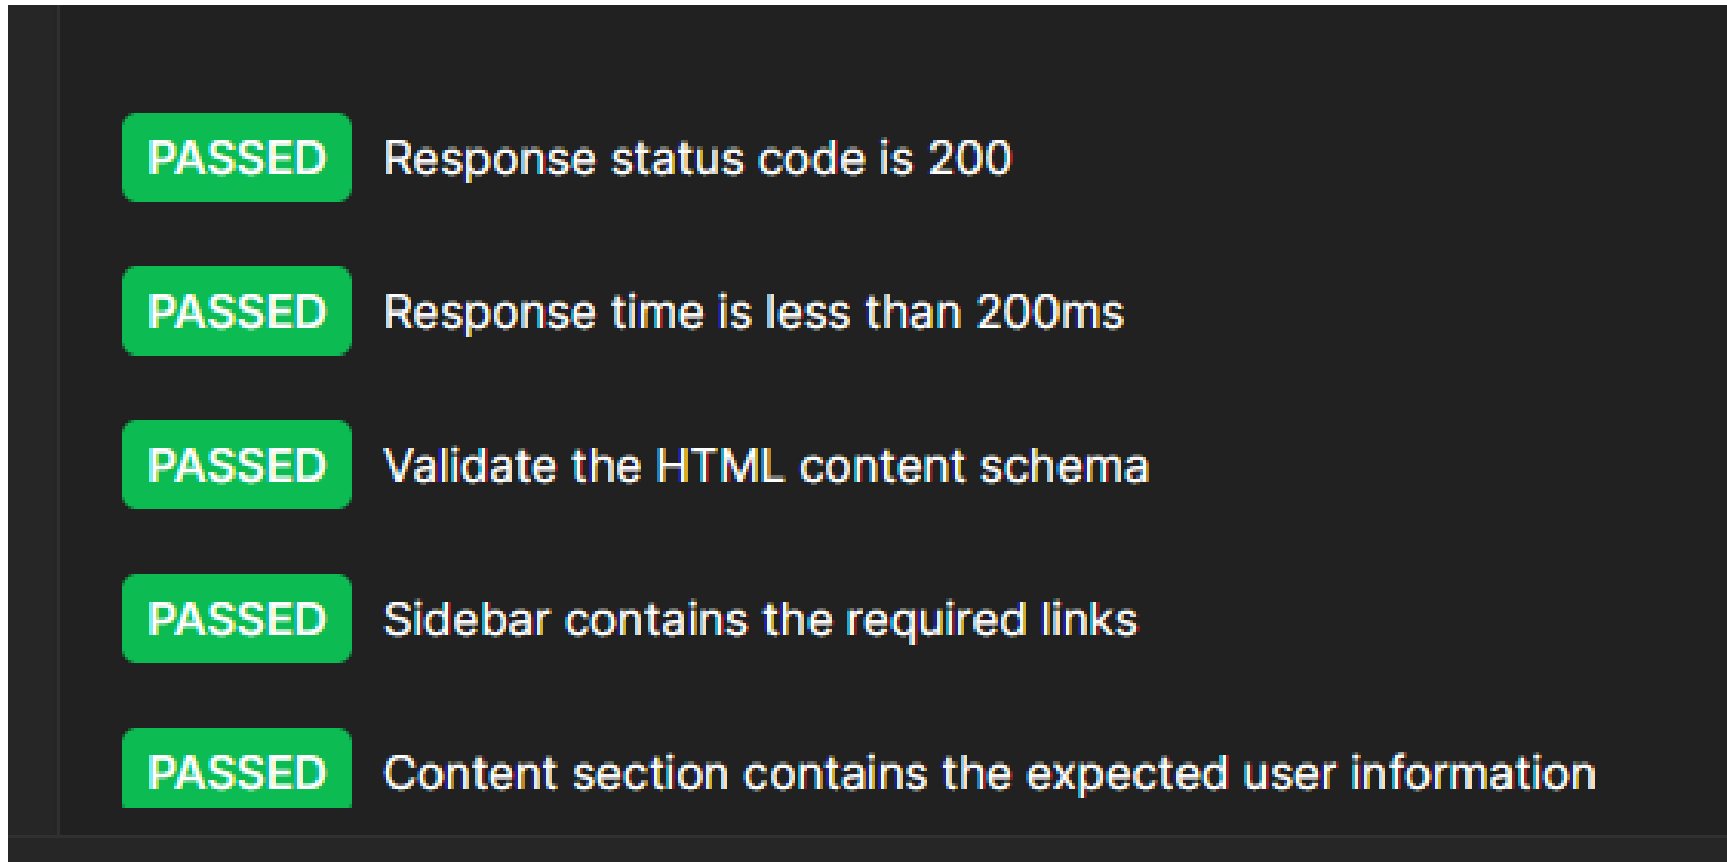 PASSED Response status code is 200
PASSED Response time is less than 200ms
PASSED Validate the HTML content schema
PASSED Sidebar contains the required links
PASSED Content section contains the expected user information